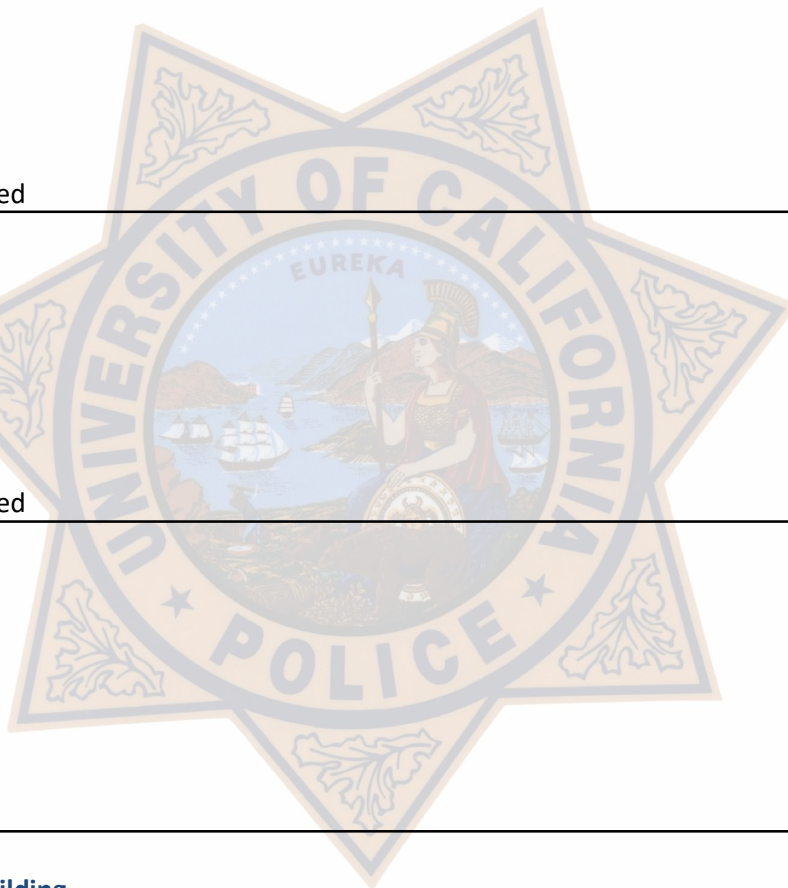 ed
UNIVERSITY OF CALIFORNIA
EUREKA
ed
POLICE
ilding